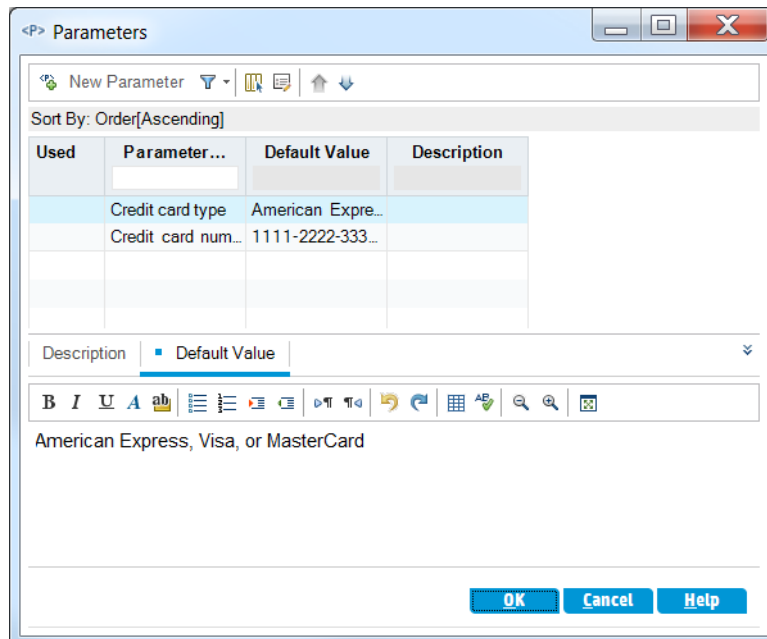 <P> Parameters
New Parameter
Sort By: Order[Ascending]
Used Parameter... Default Value Description
Credit card type American Expre...
Credit card num... 1111-2222-333...
Description Default Value
B I U A ab
American Express, Visa, or MasterCard
OK Cancel Help